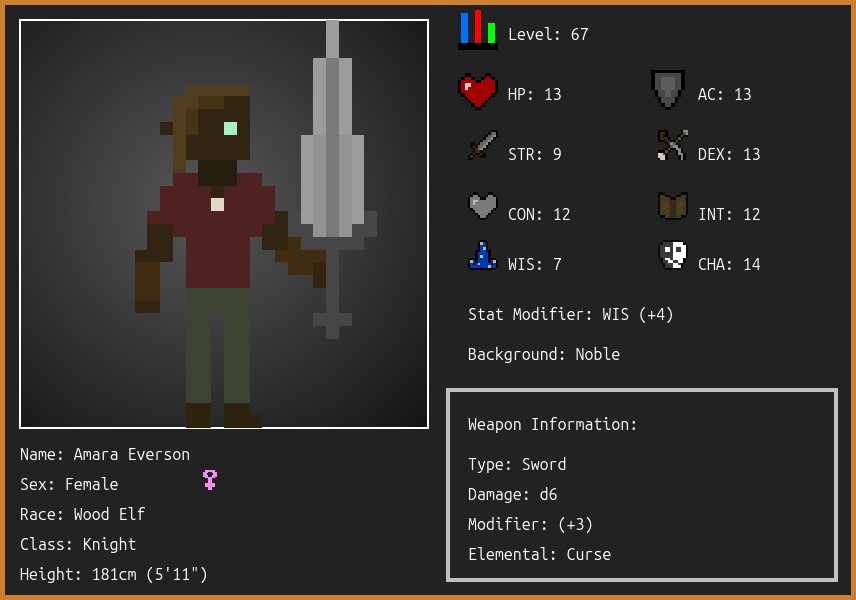 Level: 67
HP: 13
AC: 13
STR: 9
DEX: 13
CON: 12
INT: 12
WIS: 7
CHA: 14
Stat Modifier: WIS (+4)
Background: Noble
Weapon Information:
Type: Sword
Damage: d6
Modifier: (+3)
Elemental: Curse
Name: Amara Everson
Sex: Female
Race: Wood Elf
Class: Knight
Height: 181cm (5'11")